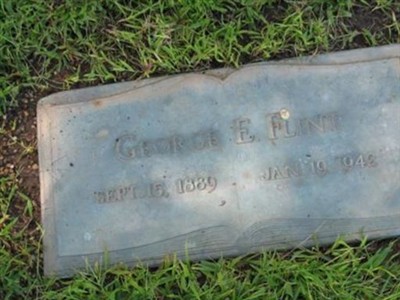 George E. Flint
Sept. 15, 1889 Jan. 19, 1942